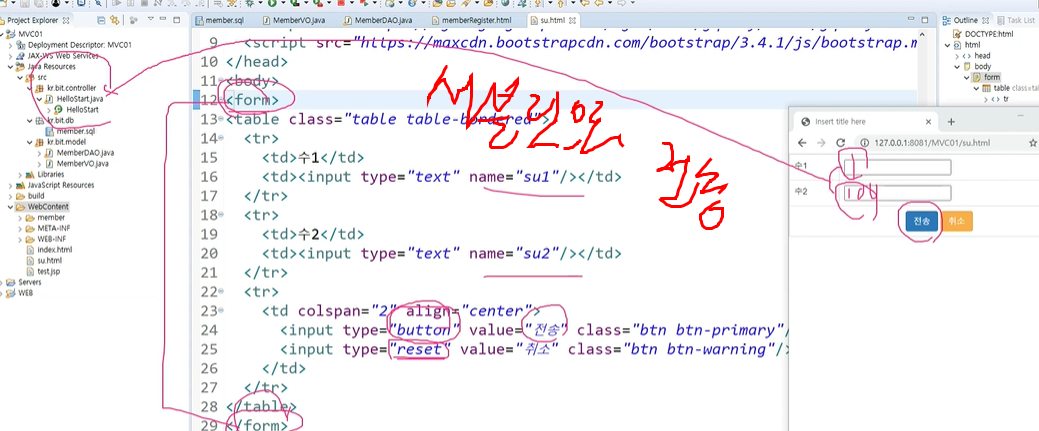 Project Explorer
MVC01
Deployment Descriptor: MVC01
JAX-WS Web Services
Java Resources
src
kr.bit.controller
HelloStart.java
HelloStart
kr.bit.db
member.sql
kr.bit.model
MemberDAO.java
MemberVO.java
Libraries
JavaScript Resources
build
WebContent
member
META-INF
WEB-INF
index.html
su.html
test.jsp
Servers
WEB
member.sql
MemberVO.java
MemberDAO.java
memberRegister.html
su.html
9 <script src="https://maxcdn.bootstrapcdn.com/bootstrap/3.4.1/js/bootstrap.m
10 </head>
11 <body>
12 <form>
13 <table class="table table-bordered">
14 <tr>
15 <td>수1</td>
16 <td><input type="text" name="su1"/></td>
17 </tr>
18 <tr>
19 <td>수2</td>
20 <td><input type="text" name="su2"/></td>
21 </tr>
22 <tr>
23 <td colspan="2" align="center">
24 <input type="button" value="전송" class="btn btn-primary"/
25 <input type="reset" value="취소" class="btn btn-warning"/>
26 </td>
27 </tr>
28 </table>
29 </form>
전송
Outline
Task List
DOCTYPE:html
html
head
body
form
table
tr
Insert title here
127.0.0.1:8081/MVC01/su.html
수1
1
수2
전송
취소